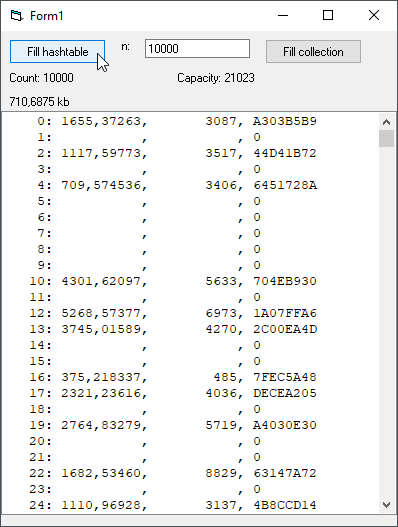 Form1
Fill hashtable n: 10000 Fill collection
Count: 10000 Capacity: 21023
710,6875 kb
0: 1655,37263, 3087, A303B5B9
1: , , 0
2: 1117,59773, 3517, 44D41B72
3: , , 0
4: 709,574536, 3406, 6451728A
5: , , 0
6: , , 0
7: , , 0
8: , , 0
9: , , 0
10: 4301,62097, 5633, 704EB930
11: , , 0
12: 5268,57377, 6973, 1A07FFA6
13: 3745,01589, 4270, 2C00EA4D
14: , , 0
15: , , 0
16: 375,218337, 485, 7FEC5A48
17: 2321,23616, 4036, DECEA205
18: , , 0
19: 2764,83279, 5719, A4030E30
20: , , 0
21: , , 0
22: 1682,53460, 8829, 63147A72
23: , , 0
24: 1110,96928, 3137, 4B8CCD14